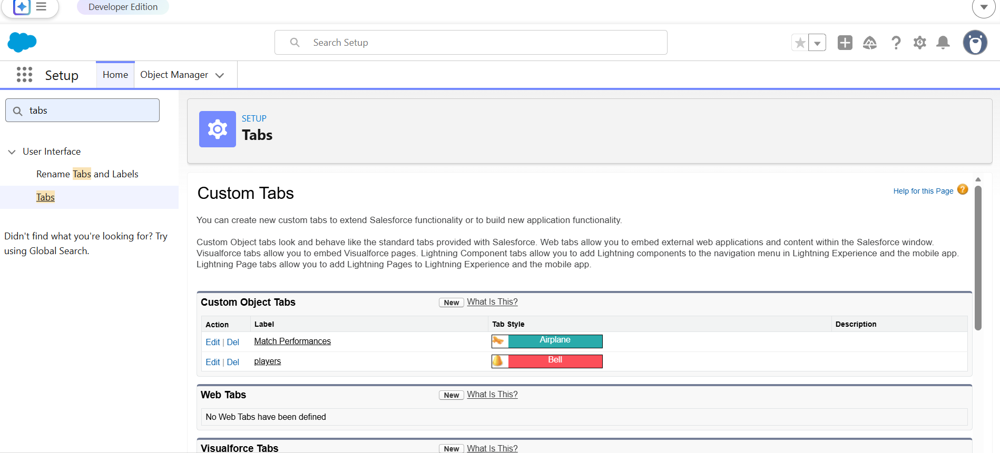 Developer Edition
Search Setup
Setup
Home
Object Manager
tabs
User Interface
Rename Tabs and Labels
Tabs
Didn't find what you're looking for? Try
using Global Search.
SETUP
Tabs
Custom Tabs
Help for this Page
You can create new custom tabs to extend Salesforce functionality or to build new application functionality.
Custom Object tabs look and behave like the standard tabs provided with Salesforce. Web tabs allow you to embed external web applications and content within the Salesforce window.
Visualforce tabs allow you to embed Visualforce pages. Lightning Component tabs allow you to add Lightning components to the navigation menu in Lightning Experience and the mobile app.
Lightning Page tabs allow you to add Lightning Pages to Lightning Experience and the mobile app.
Custom Object Tabs New What Is This?
Action Label Tab Style Description
Edit | Del Match Performances Airplane
Edit | Del players Bell
Web Tabs New What Is This?
No Web Tabs have been defined
Visualforce Tabs New What Is This?